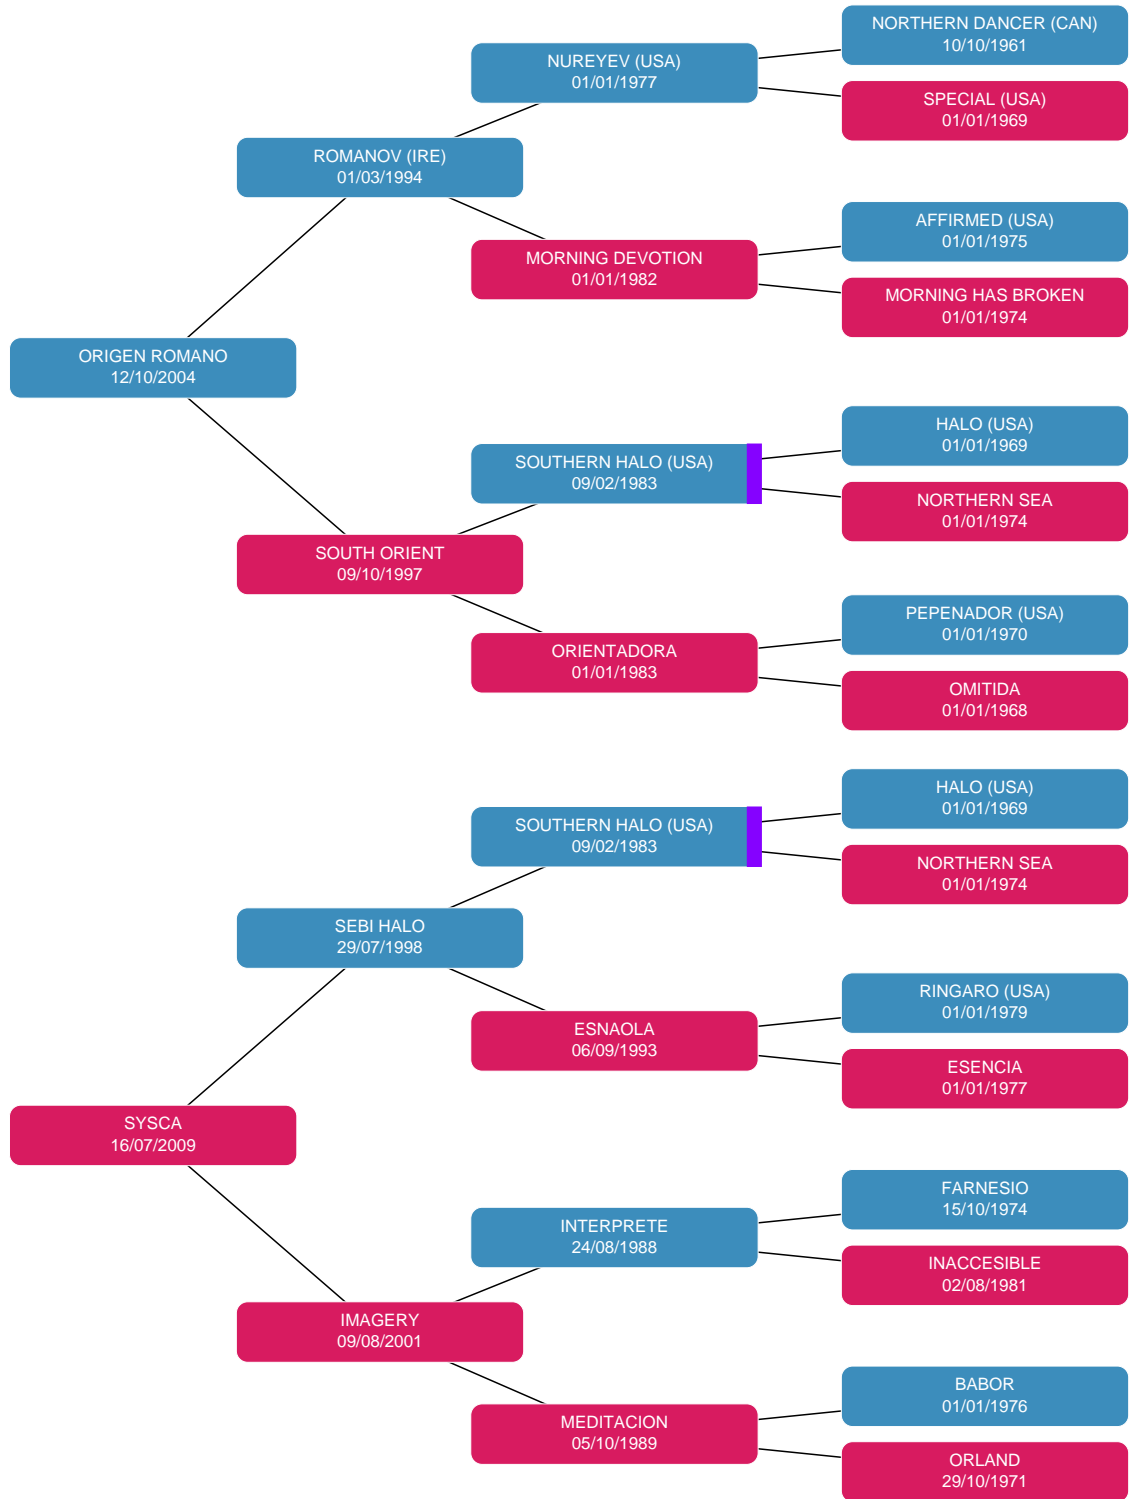 NORTHERN DANCER (CAN)
10/10/1961
NUREYEV (USA)
01/01/1977
SPECIAL (USA)
01/01/1969
ROMANOV (IRE)
01/03/1994
AFFIRMED (USA)
01/01/1975
MORNING DEVOTION
01/01/1982
MORNING HAS BROKEN
01/01/1974
ORIGEN ROMANO
12/10/2004
HALO (USA)
01/01/1969
SOUTHERN HALO (USA)
09/02/1983
NORTHERN SEA
01/01/1974
SOUTH ORIENT
09/10/1997
PEPENADOR (USA)
01/01/1970
ORIENTADORA
01/01/1983
OMITIDA
01/01/1968
HALO (USA)
01/01/1969
SOUTHERN HALO (USA)
09/02/1983
NORTHERN SEA
01/01/1974
SEBI HALO
29/07/1998
RINGARO (USA)
01/01/1979
ESNAOLA
06/09/1993
ESENCIA
01/01/1977
SYSCA
16/07/2009
FARNESIO
15/10/1974
INTERPRETE
24/08/1988
INACCESIBLE
02/08/1981
IMAGERY
09/08/2001
BABOR
01/01/1976
MEDITACION
05/10/1989
ORLAND
29/10/1971